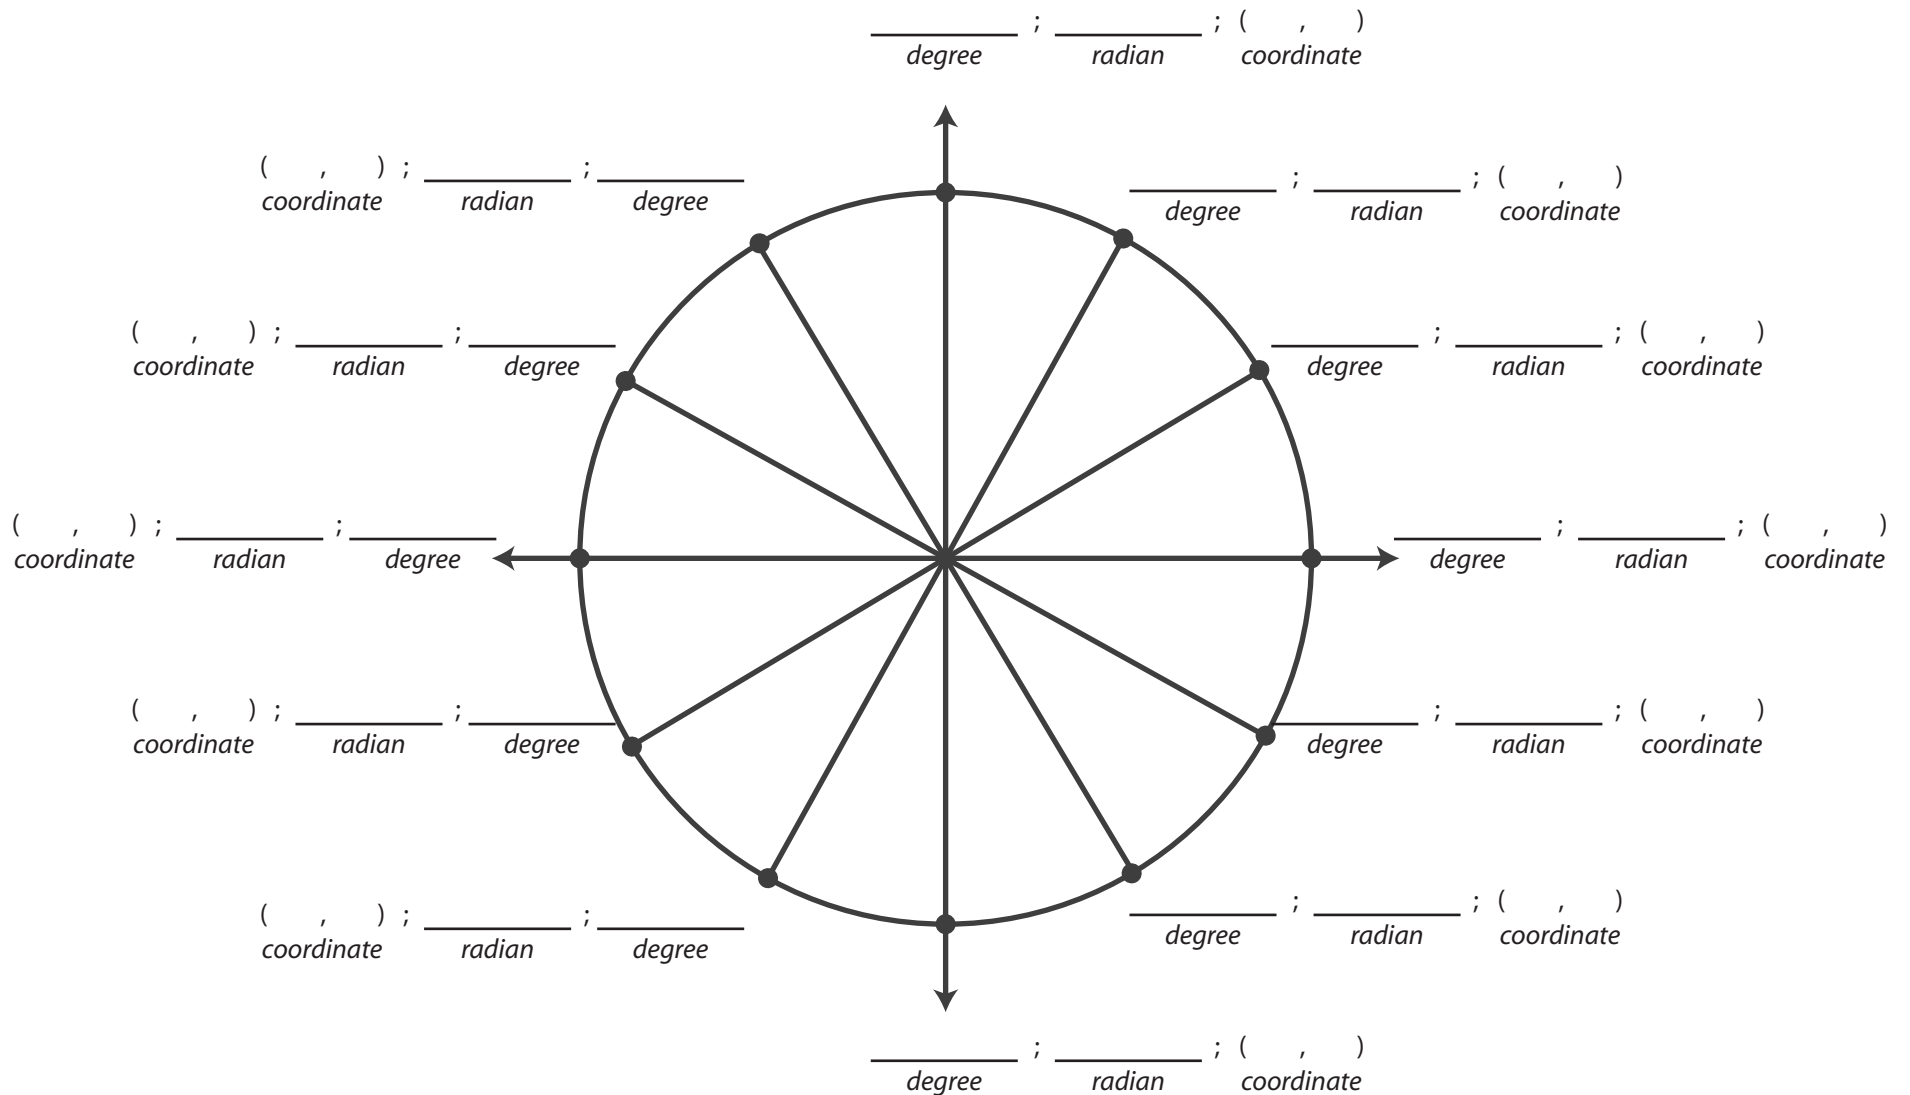 ; ; ( , )
degree radian coordinate
( , ) ; ;
coordinate radian degree
; ; ( , )
degree radian coordinate
( , ) ; ;
coordinate radian degree
; ; ( , )
degree radian coordinate
( , ) ; ;
coordinate radian degree
; ; ( , )
degree radian coordinate
( , ) ; ;
coordinate radian degree
; ; ( , )
degree radian coordinate
( , ) ; ;
coordinate radian degree
; ; ( , )
degree radian coordinate
; ; ( , )
degree radian coordinate